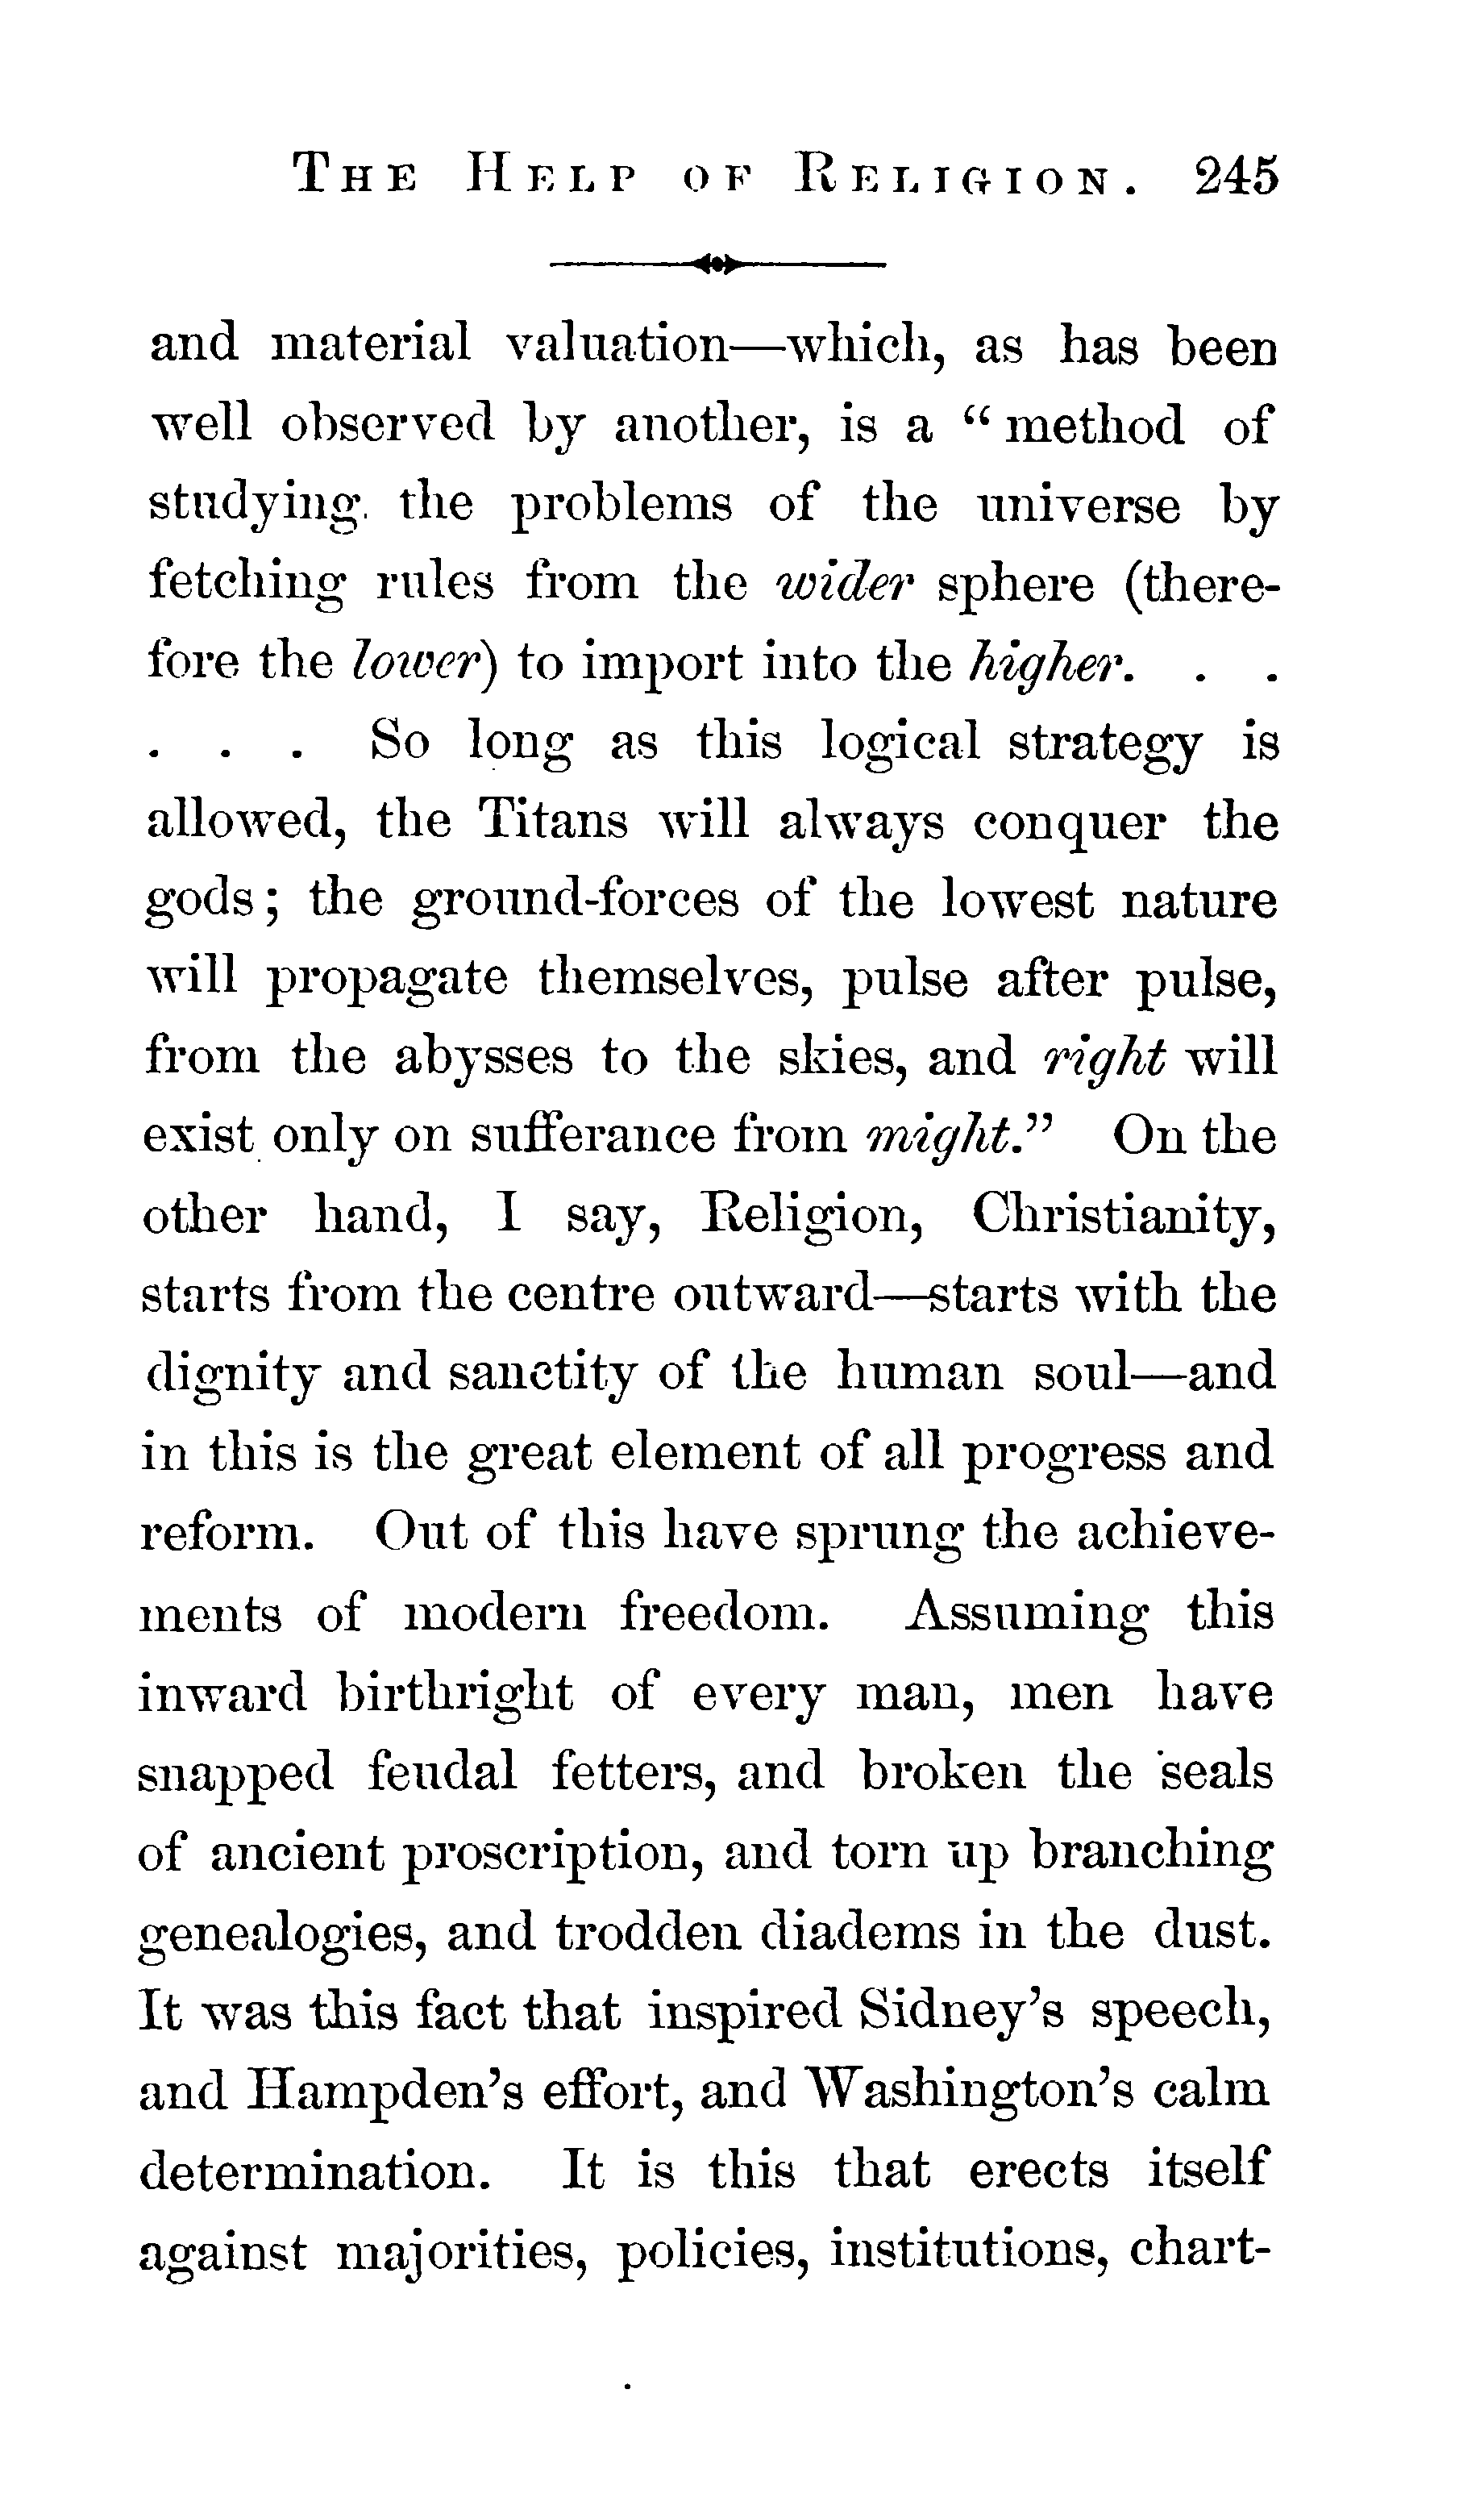 THE HELP OF RELIGION. 245
and material valuation—which, as has been
well observed by another, is a “method of
studying the problems of the universe by
fetching rules from the wider sphere (there-
fore the lower) to import into the higher. . .
. . . So long as this logical strategy is
allowed, the Titans will always conquer the
gods; the ground-forces of the lowest nature
will propagate themselves, pulse after pulse,
from the abysses to the skies, and right will
exist only on sufferance from might.” On the
other hand, I say, Religion, Christianity,
starts from the centre outward—starts with the
dignity and sanctity of the human soul—and
in this is the great element of all progress and
reform. Out of this have sprung the achieve-
ments of modern freedom. Assuming this
inward birthright of every man, men have
snapped feudal fetters, and broken the seals
of ancient proscription, and torn up branching
genealogies, and trodden diadems in the dust.
It was this fact that inspired Sidney’s speech,
and Hampden’s effort, and Washington’s calm
determination. It is this that erects itself
against majorities, policies, institutions, chart-